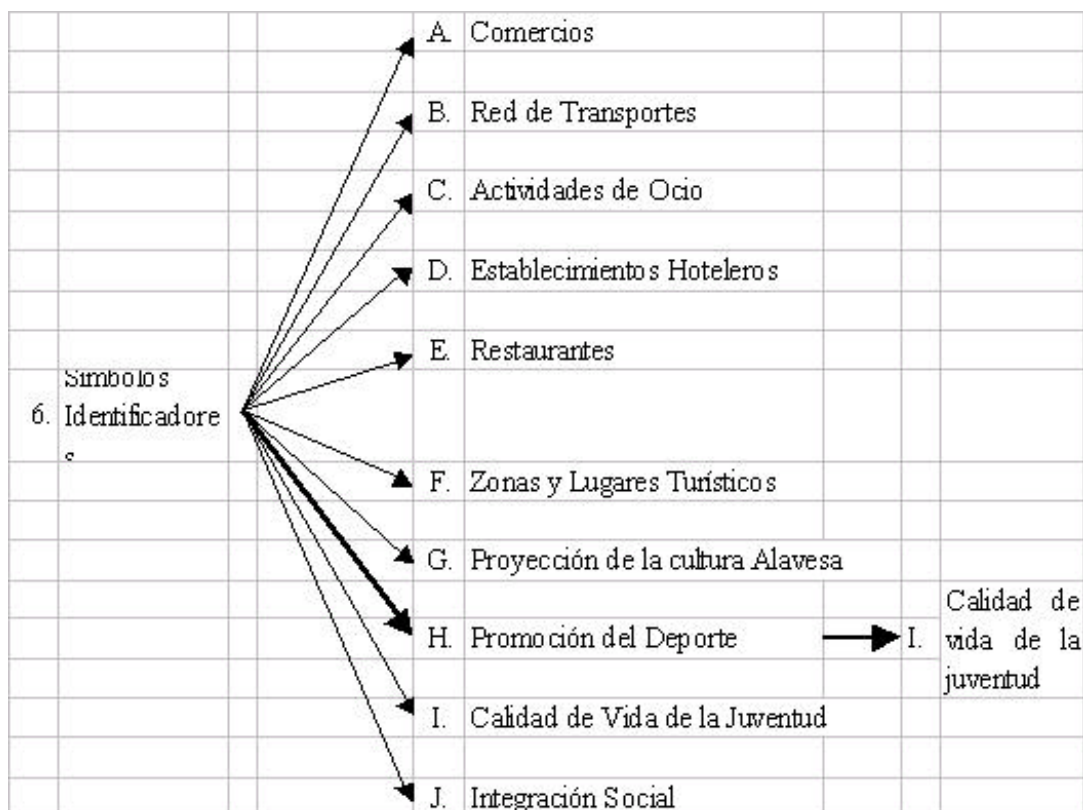 A. Comercios
B. Red de Transportes
C. Actividades de Ocio
D. Establecimientos Hoteleros
E. Restaurantes
Símbolos
6. Identificadore
s
F. Zonas y Lugares Turísticos
G. Proyección de la cultura Alavesa
H. Promoción del Deporte
I. Calidad de
vida de la
juventud
I. Calidad de Vida de la Juventud
J. Integración Social